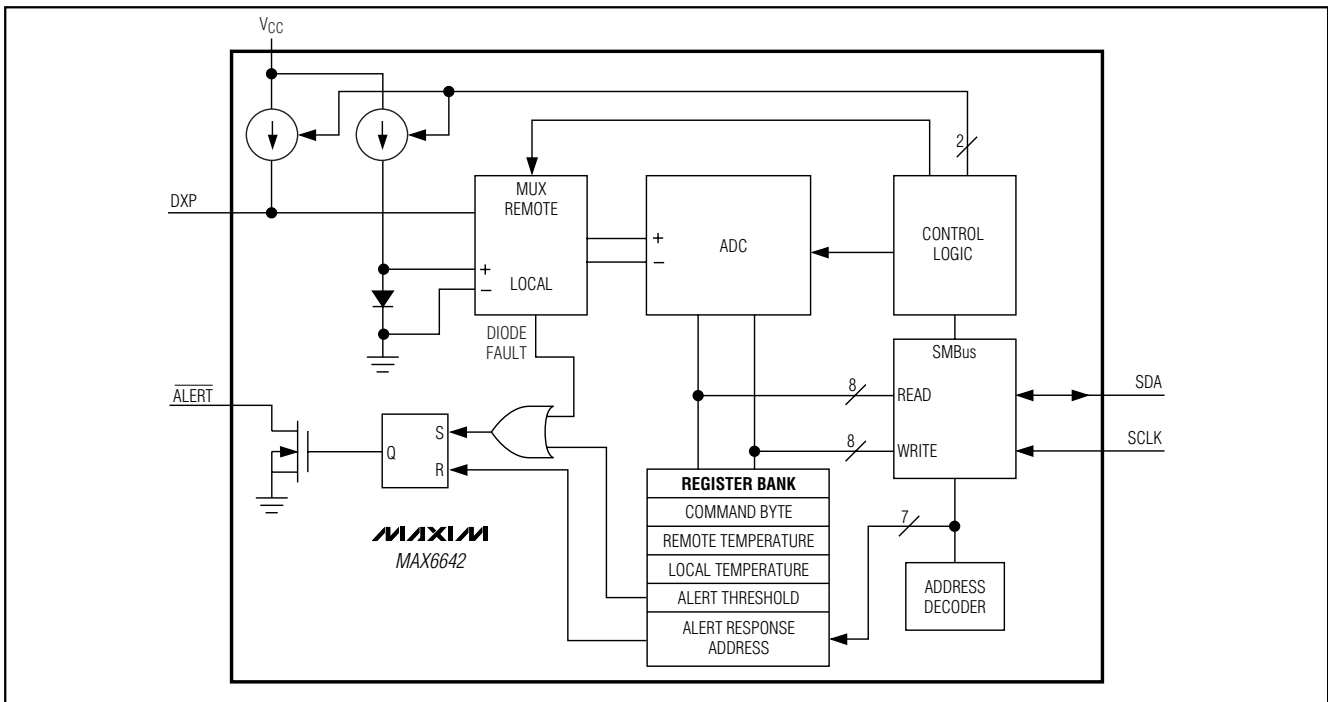 VCC
2
DXP
MUX
REMOTE
+
−
LOCAL
+
−
ADC
CONTROL
LOGIC
DIODE
FAULT
SMBus
ALERT
8
READ
SDA
S
Q
R
8
WRITE
SCLK
REGISTER BANK
COMMAND BYTE
REMOTE TEMPERATURE
LOCAL TEMPERATURE
ALERT THRESHOLD
ALERT RESPONSE
ADDRESS
7
ADDRESS
DECODER
MAXIM
MAX6642